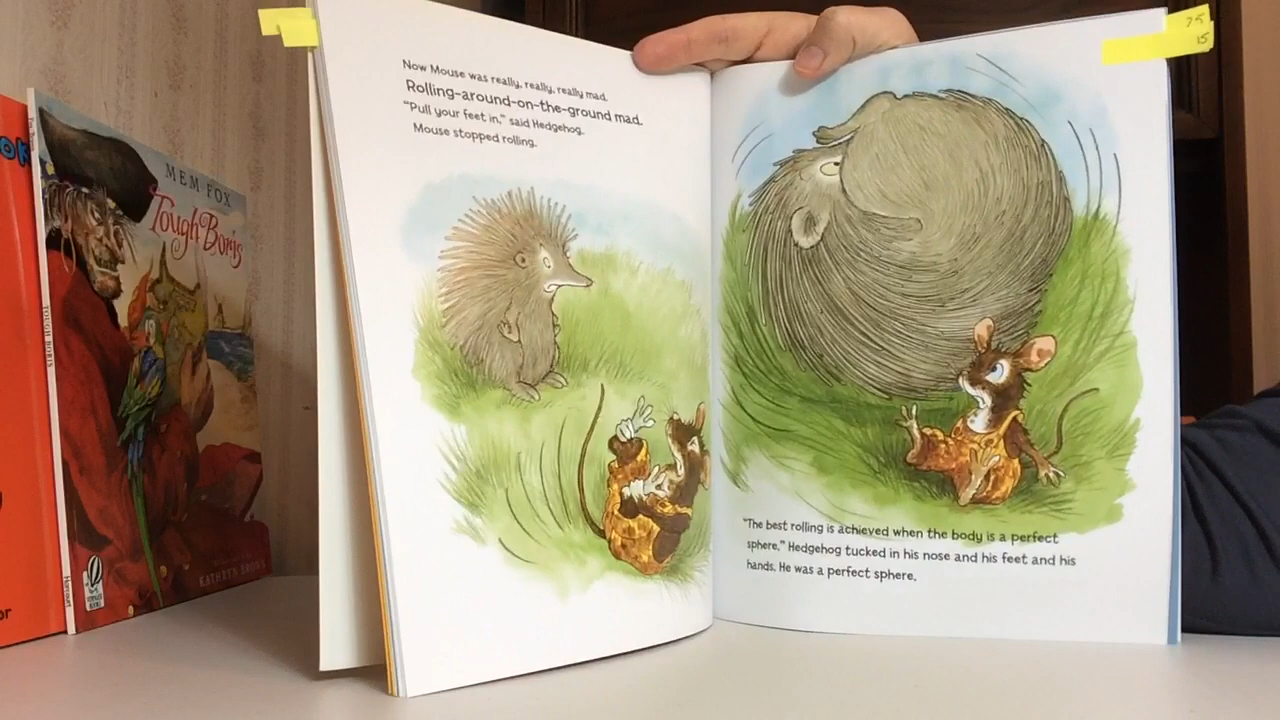 Now Mouse was really, really, really mad.
Rolling-around-on-the-ground mad.
"Pull your feet in," said Hedgehog.
Mouse stopped rolling.
"The best rolling is achieved when the body is a perfect
sphere." Hedgehog tucked in his nose and his feet and his
hands. He was a perfect sphere.
MEM FOX
Tough Boris
KATHRYN BROWN
TOUGH BORIS
Harcourt
15